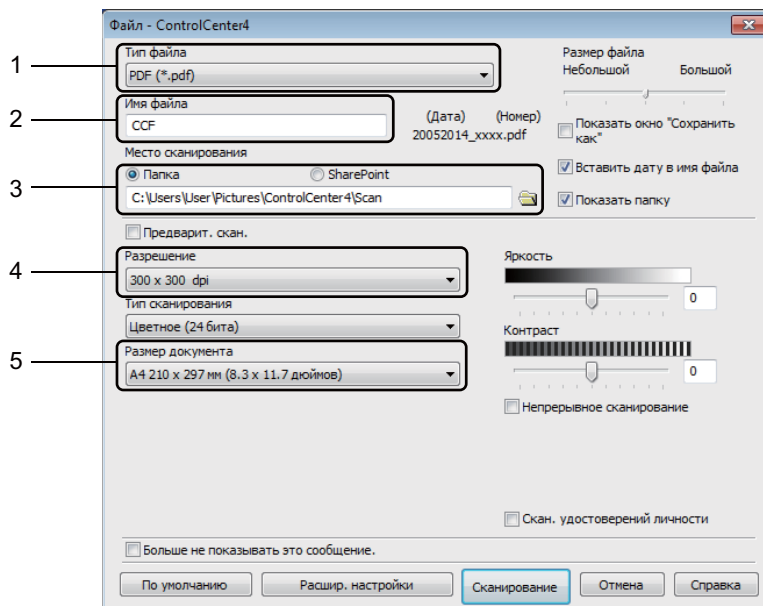 Файл - ControlCenter4
1
Тип файла
PDF (*.pdf)
Размер файла
Небольшой Большой
2
Имя файла
CCF
(Дата) (Номер)
20052014_xxxx.pdf
Показать окно "Сохранить
как"
Место сканирования
Вставить дату в имя файла
3
Папка SharePoint
C:\Users\User\Pictures\ControlCenter4\Scan
Показать папку
Предварит. скан.
4
Разрешение
300 x 300 dpi
Яркость
0
Тип сканирования
Цветное (24 бита)
Контраст
0
5
Размер документа
A4 210 x 297 мм (8.3 x 11.7 дюймов)
Непрерывное сканирование
Скан. удостоверений личности
Больше не показывать это сообщение.
По умолчанию Расшир. настройки Сканирование Отмена Справка